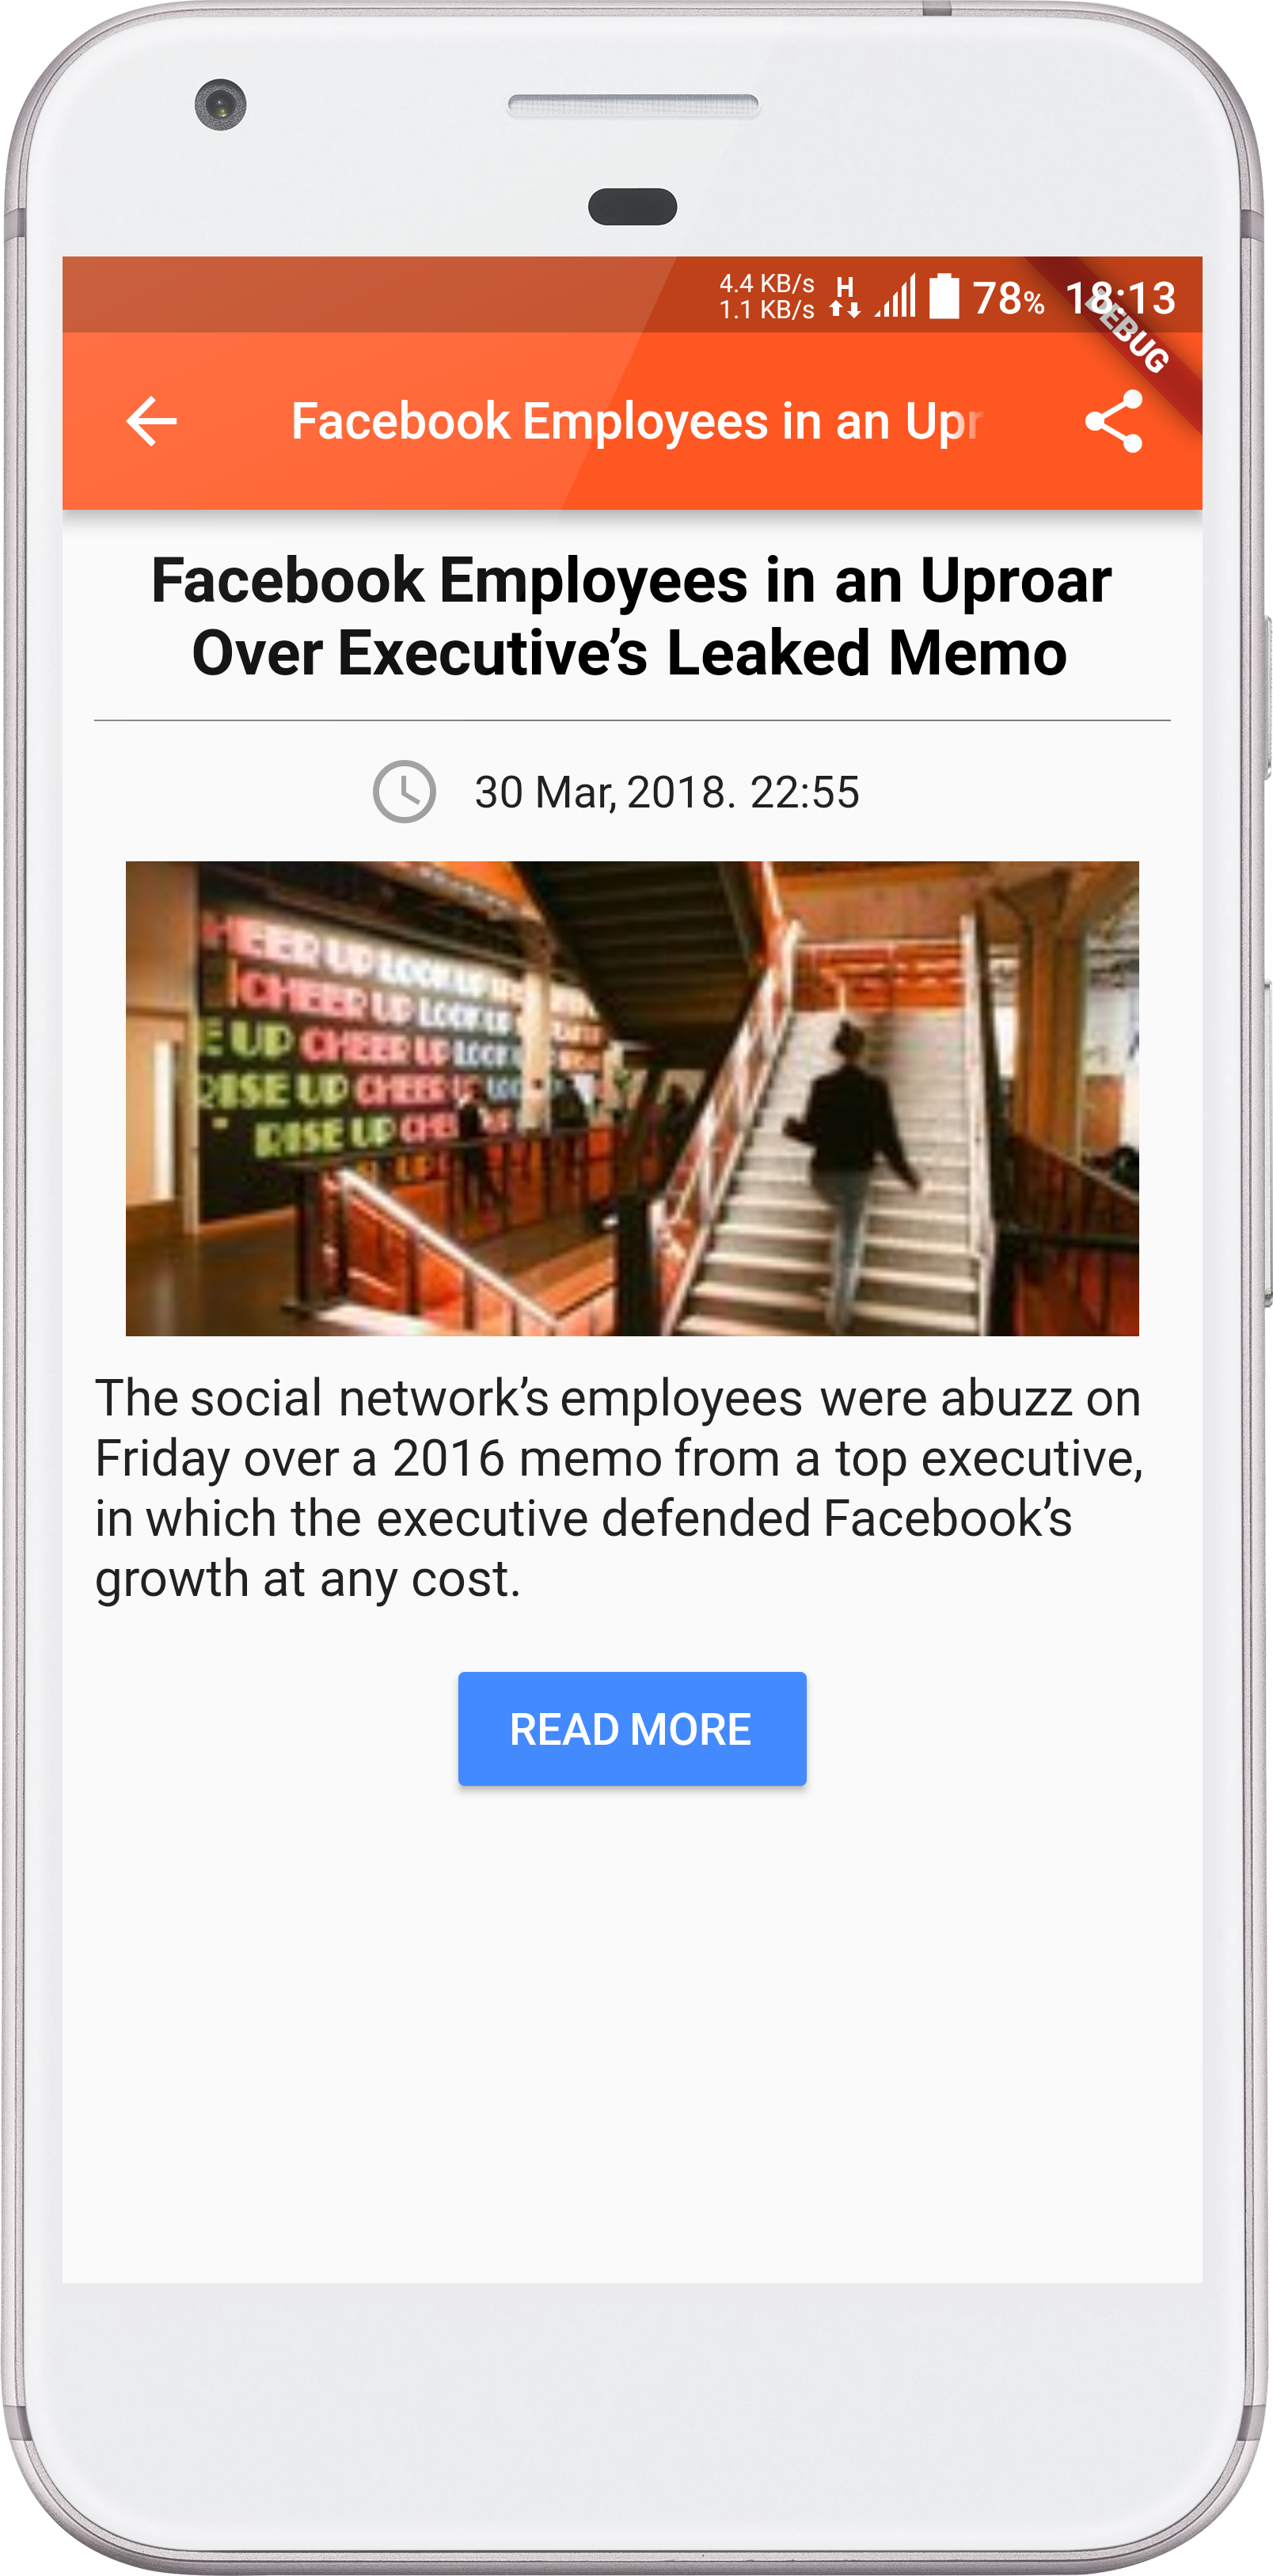 4.4 KB/s
1.1 KB/s
H
78% 18:13
DEBUG
Facebook Employees in an Upr
Facebook Employees in an Uproar
Over Executive’s Leaked Memo
30 Mar, 2018. 22:55
HEER UP LOOK UP
CHEER UP LOOK UP
E UP CHEER UP LOOK
RISE UP CHEER UP LOO
RISE UP CHE
The social network’s employees were abuzz on
Friday over a 2016 memo from a top executive,
in which the executive defended Facebook’s
growth at any cost.
READ MORE